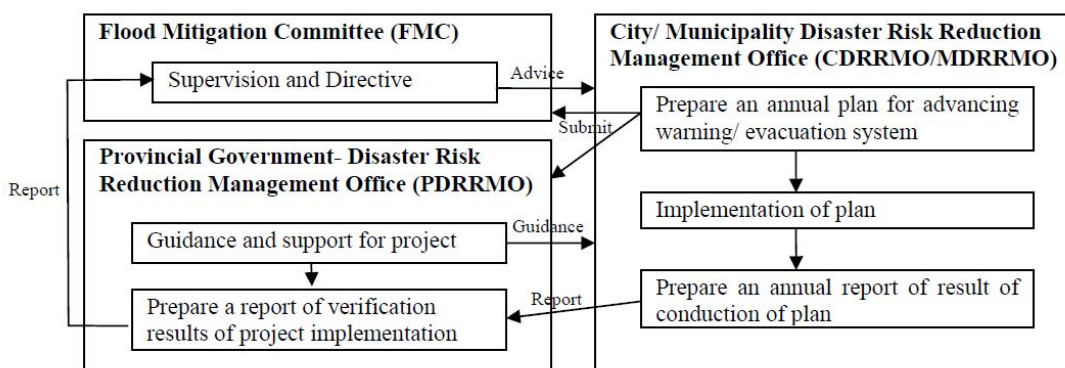 Flood Mitigation Committee (FMC)
Supervision and Directive
Advice
Submit
City/ Municipality Disaster Risk Reduction
Management Office (CDRRMO/MDRRMO)
Prepare an annual plan for advancing
warning/ evacuation system
Implementation of plan
Prepare an annual report of result of
conduction of plan
Provincial Government- Disaster Risk
Reduction Management Office (PDRRMO)
Report
Guidance and support for project
Guidance
Prepare a report of verification
results of project implementation
Report